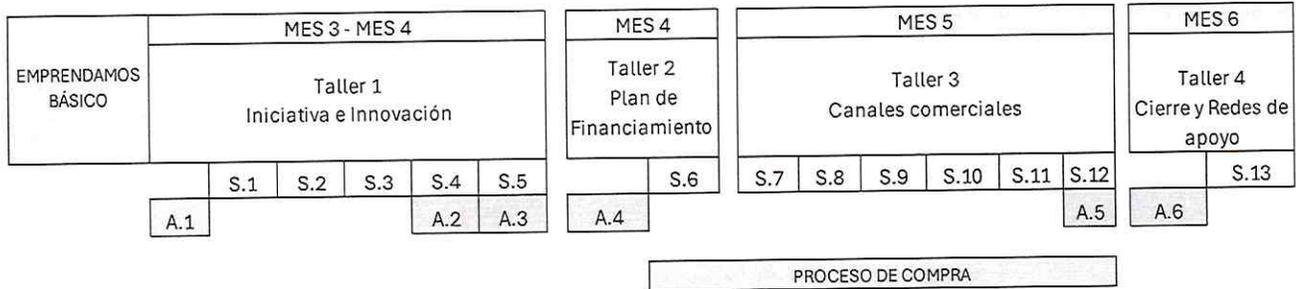 MES 3 - MES 4
MES 4
MES 5
MES 6
EMPRENDAMOS
BÁSICO
Taller 1
Iniciativa e Innovación
Taller 2
Plan de
Financiamiento
Taller 3
Canales comerciales
Taller 4
Cierre y Redes de
apoyo
S.1 S.2 S.3 S.4 S.5 S.6 S.7 S.8 S.9 S.10 S.11 S.12 S.13
A.1 A.2 A.3 A.4 A.5 A.6
PROCESO DE COMPRA